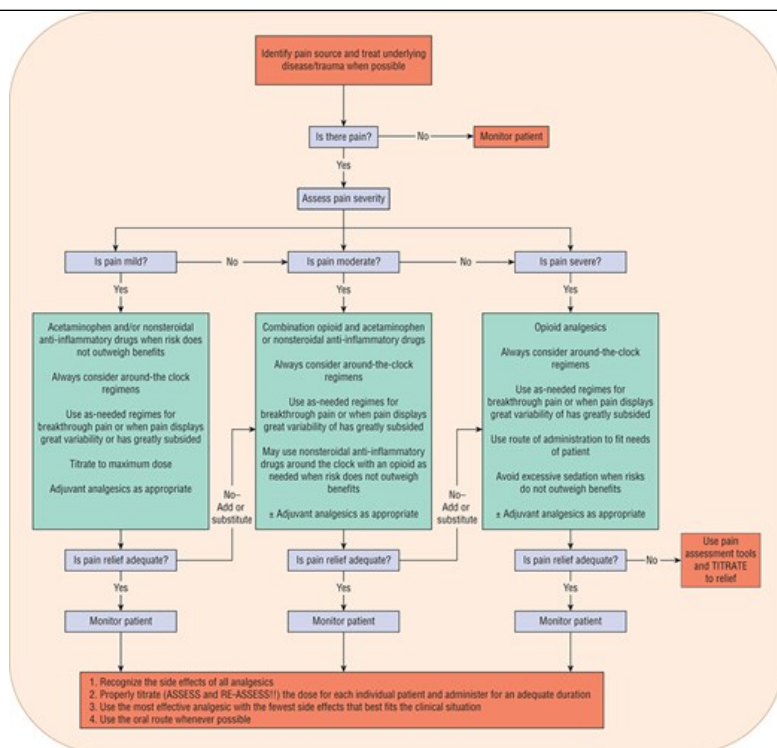 Identify pain source and treat underlying
disease/trauma when possible
Is there pain?
No
Monitor patient
Yes
Assess pain severity
Is pain mild?
No
Is pain moderate?
No
Is pain severe?
Yes
Yes
Yes
Acetaminophen and/or nonsteroidal
anti-inflammatory drugs when risk does
not outweigh benefits
Always consider around-the clock
regimens
Use as-needed regimes for
breakthrough pain or when pain displays
great variability or has greatly subsided
Titrate to maximum dose
Adjuvant analgesics as appropriate
Combination opioid and acetaminophen
or nonsteroidal anti-inflammatory drugs
Always consider around-the-clock
regimens
Use as-needed regimes for
breakthrough pain or when pain displays
great variability of has greatly subsided
May use nonsteroidal anti-inflammatory
drugs around the clock with an opioid as
needed when risk does not outweigh
benefits
± Adjuvant analgesics as appropriate
Opioid analgesics
Always consider around-the-clock
regimens
Use as-needed regimes for
breakthrough pain or when pain displays
great variability of has greatly subsided
Use route of administration to fit needs
of patient
Avoid excessive sedation when risks
do not outweigh benefits
± Adjuvant analgesics as appropriate
No–
Add or
substitute
No–
Add or
substitute
Is pain relief adequate?
Is pain relief adequate?
Is pain relief adequate?
No
Use pain
assessment tools
and TITRATE
to relief
Yes
Yes
Yes
Monitor patient
Monitor patient
Monitor patient
1. Recognize the side effects of all analgesics
2. Properly titrate (ASSESS and RE-ASSESS!!) the dose for each individual patient and administer for an adequate duration
3. Use the most effective analgesic with the fewest side effects that best fits the clinical situation
4. Use the oral route whenever possible